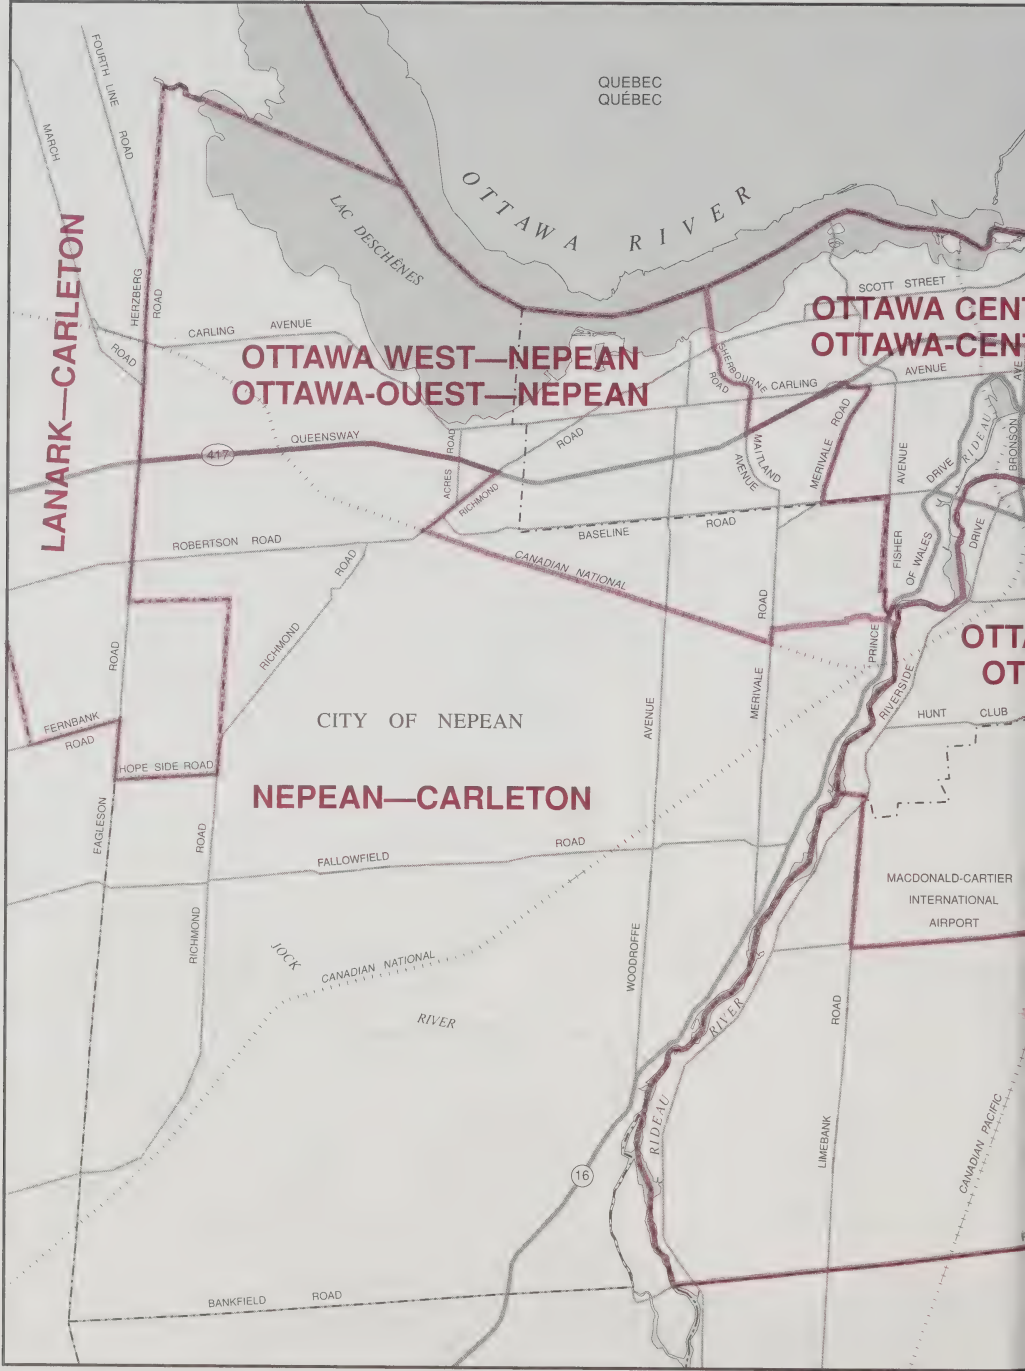 QUEBEC
QUÉBEC
FOURTH LINE ROAD
MARCH
ROAD
OTTAWA RIVER
LAC DESCHÊNES
HERZBERG
ROAD
LANARK—CARLETON
CARLING AVENUE
SCOTT STREET
OTTAWA CENT
OTTAWA-CENT
OTTAWA WEST—NEPEAN
OTTAWA-OUEST—NEPEAN
SHERBOURNE
ROAD
CARLING
AVENUE
AVE
BRONSON
RIDEAU
QUEENSWAY
417
ACRES ROAD
RICHMOND
ROAD
MAITLAND
AVENUE
MERIVALE ROAD
AVENUE
FISHER
DRIVE
OF WALES
PRINCE
DRIVE
RIVERSIDE
BASELINE ROAD
ROBERTSON ROAD
CANADIAN NATIONAL
RICHMOND ROAD
ROAD
EAGLESON
FERNBANK
ROAD
HOPE SIDE ROAD
CITY OF NEPEAN
NEPEAN—CARLETON
AVENUE
WOODROFFE
ROAD
MERIVALE
OTTA
OT
HUNT CLUB
FALLOWFIELD ROAD
MACDONALD-CARTIER
INTERNATIONAL
AIRPORT
ROAD
RICHMOND
JOCK
RIVER
CANADIAN NATIONAL
RIVER
RIDEAU
ROAD
LIMEBANK
CANADIAN PACIFIC
16
BANKFIELD ROAD